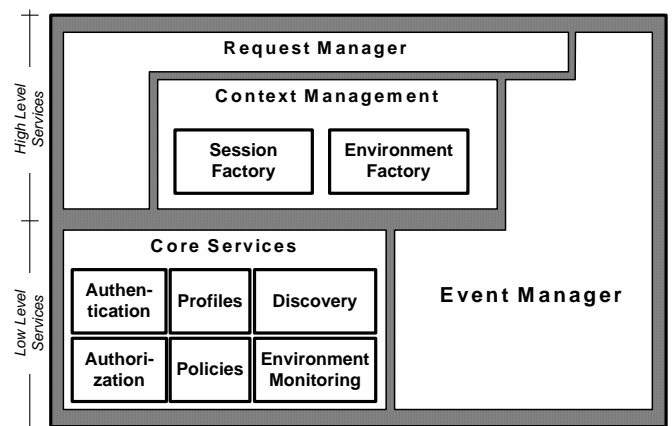 Request Manager
Context Management
Session
Factory
Environment
Factory
High Level
Services
Core Services
Authen-
tication
Profiles
Discovery
Authori-
zation
Policies
Environment
Monitoring
Event Manager
Low Level
Services